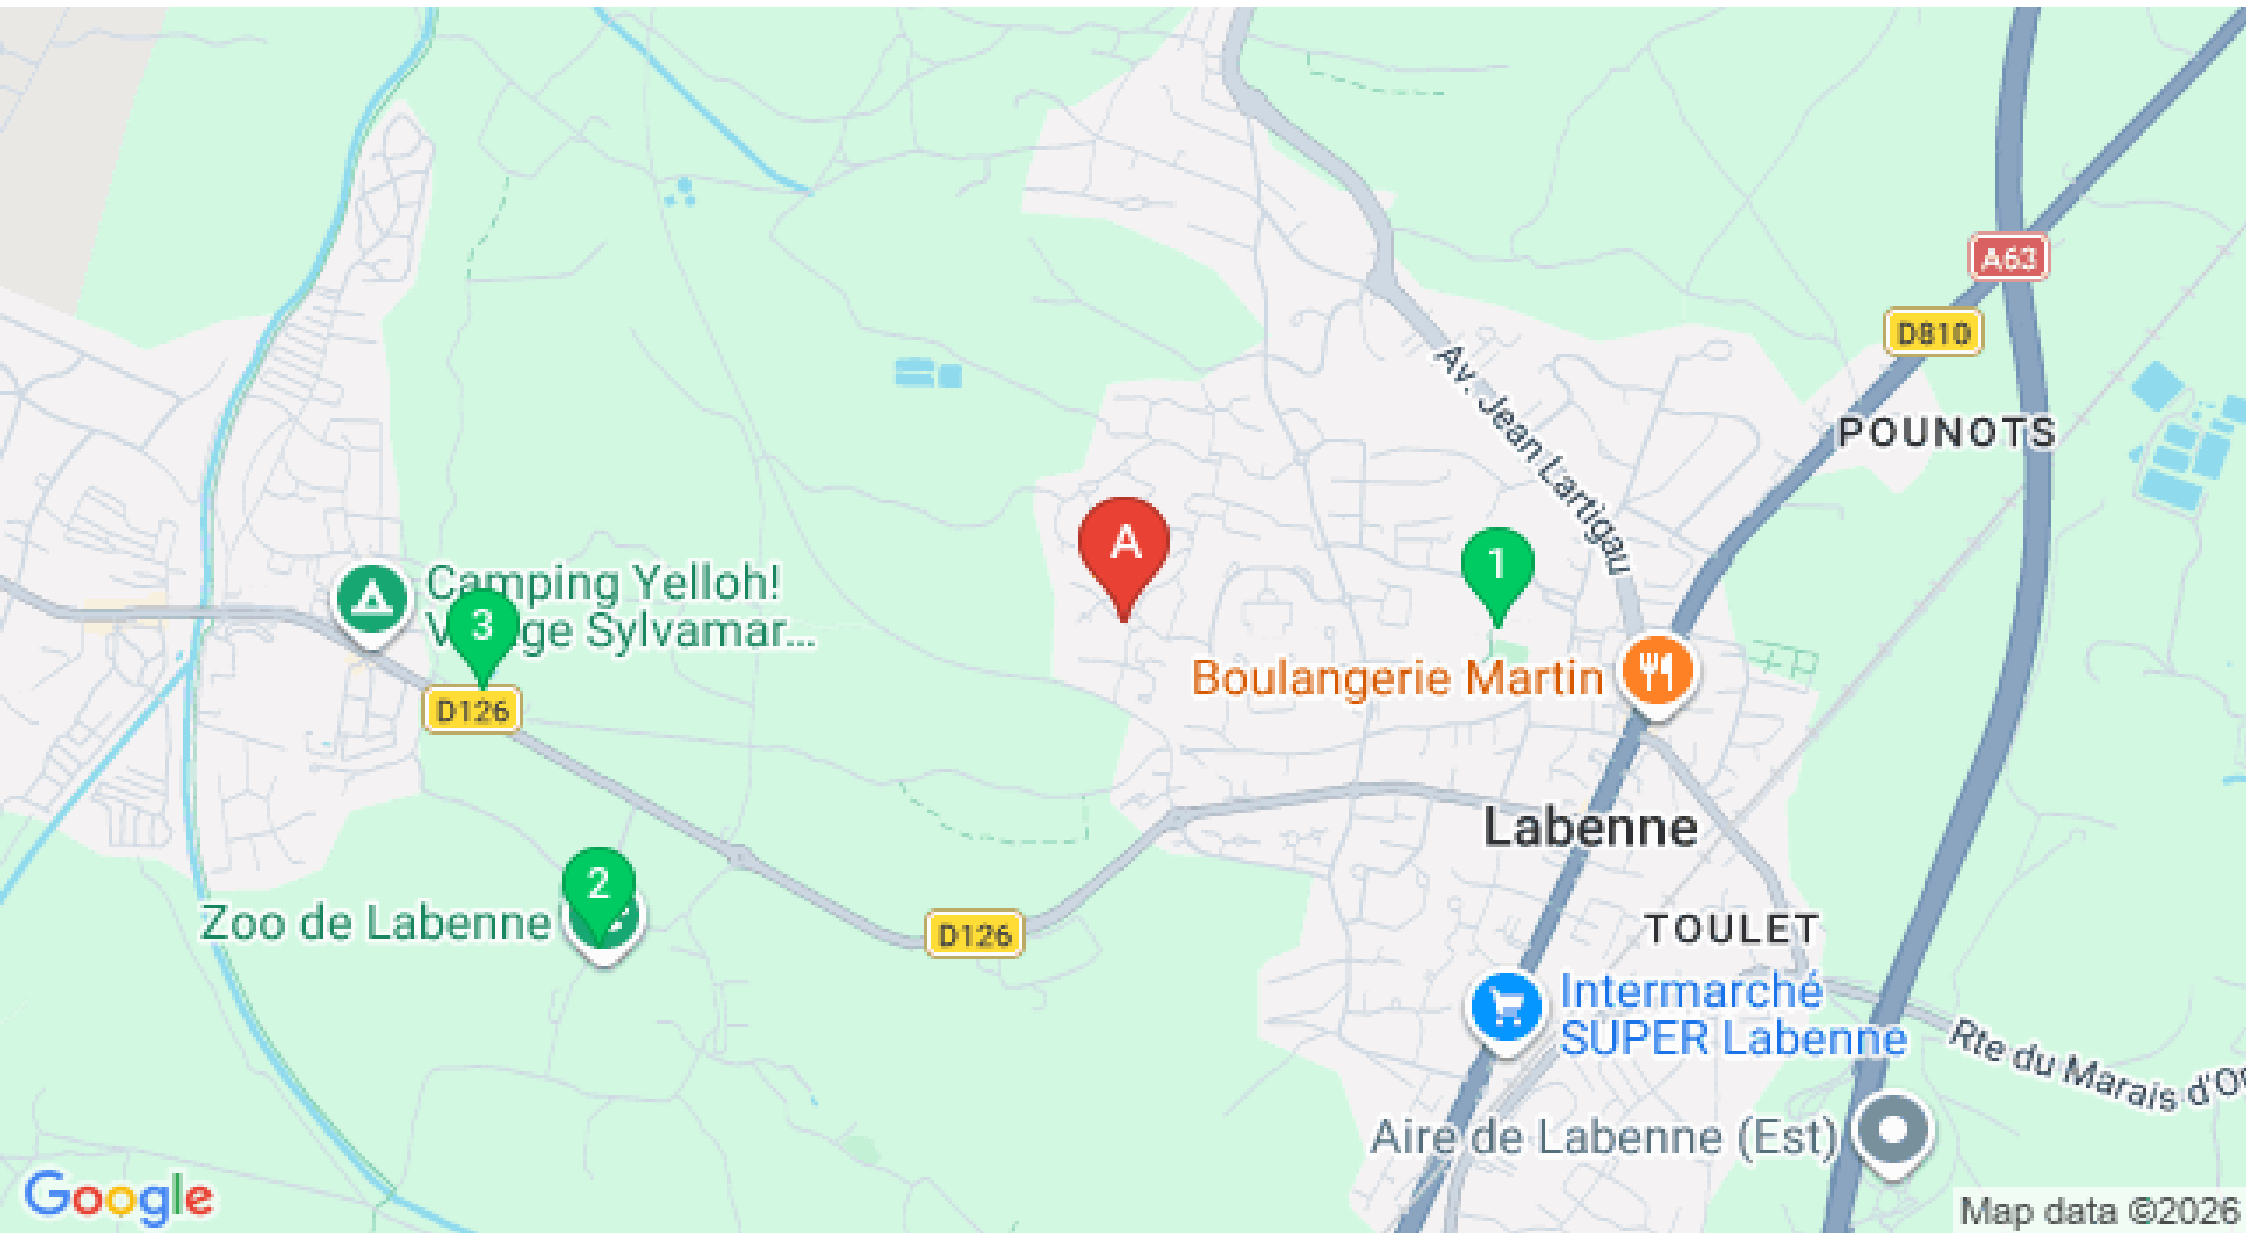 A63
D810
Av. Jean Lartigau
POUNOTS
A
1
Camping Yelloh!
Village Sylvamar...
3
Boulangerie Martin
D126
Labenne
2
Zoo de Labenne
D126
TOULET
Intermarché
SUPER Labenne
Rte du Marais d'O
Aire de Labenne (Est)
Google
Map data ©2026